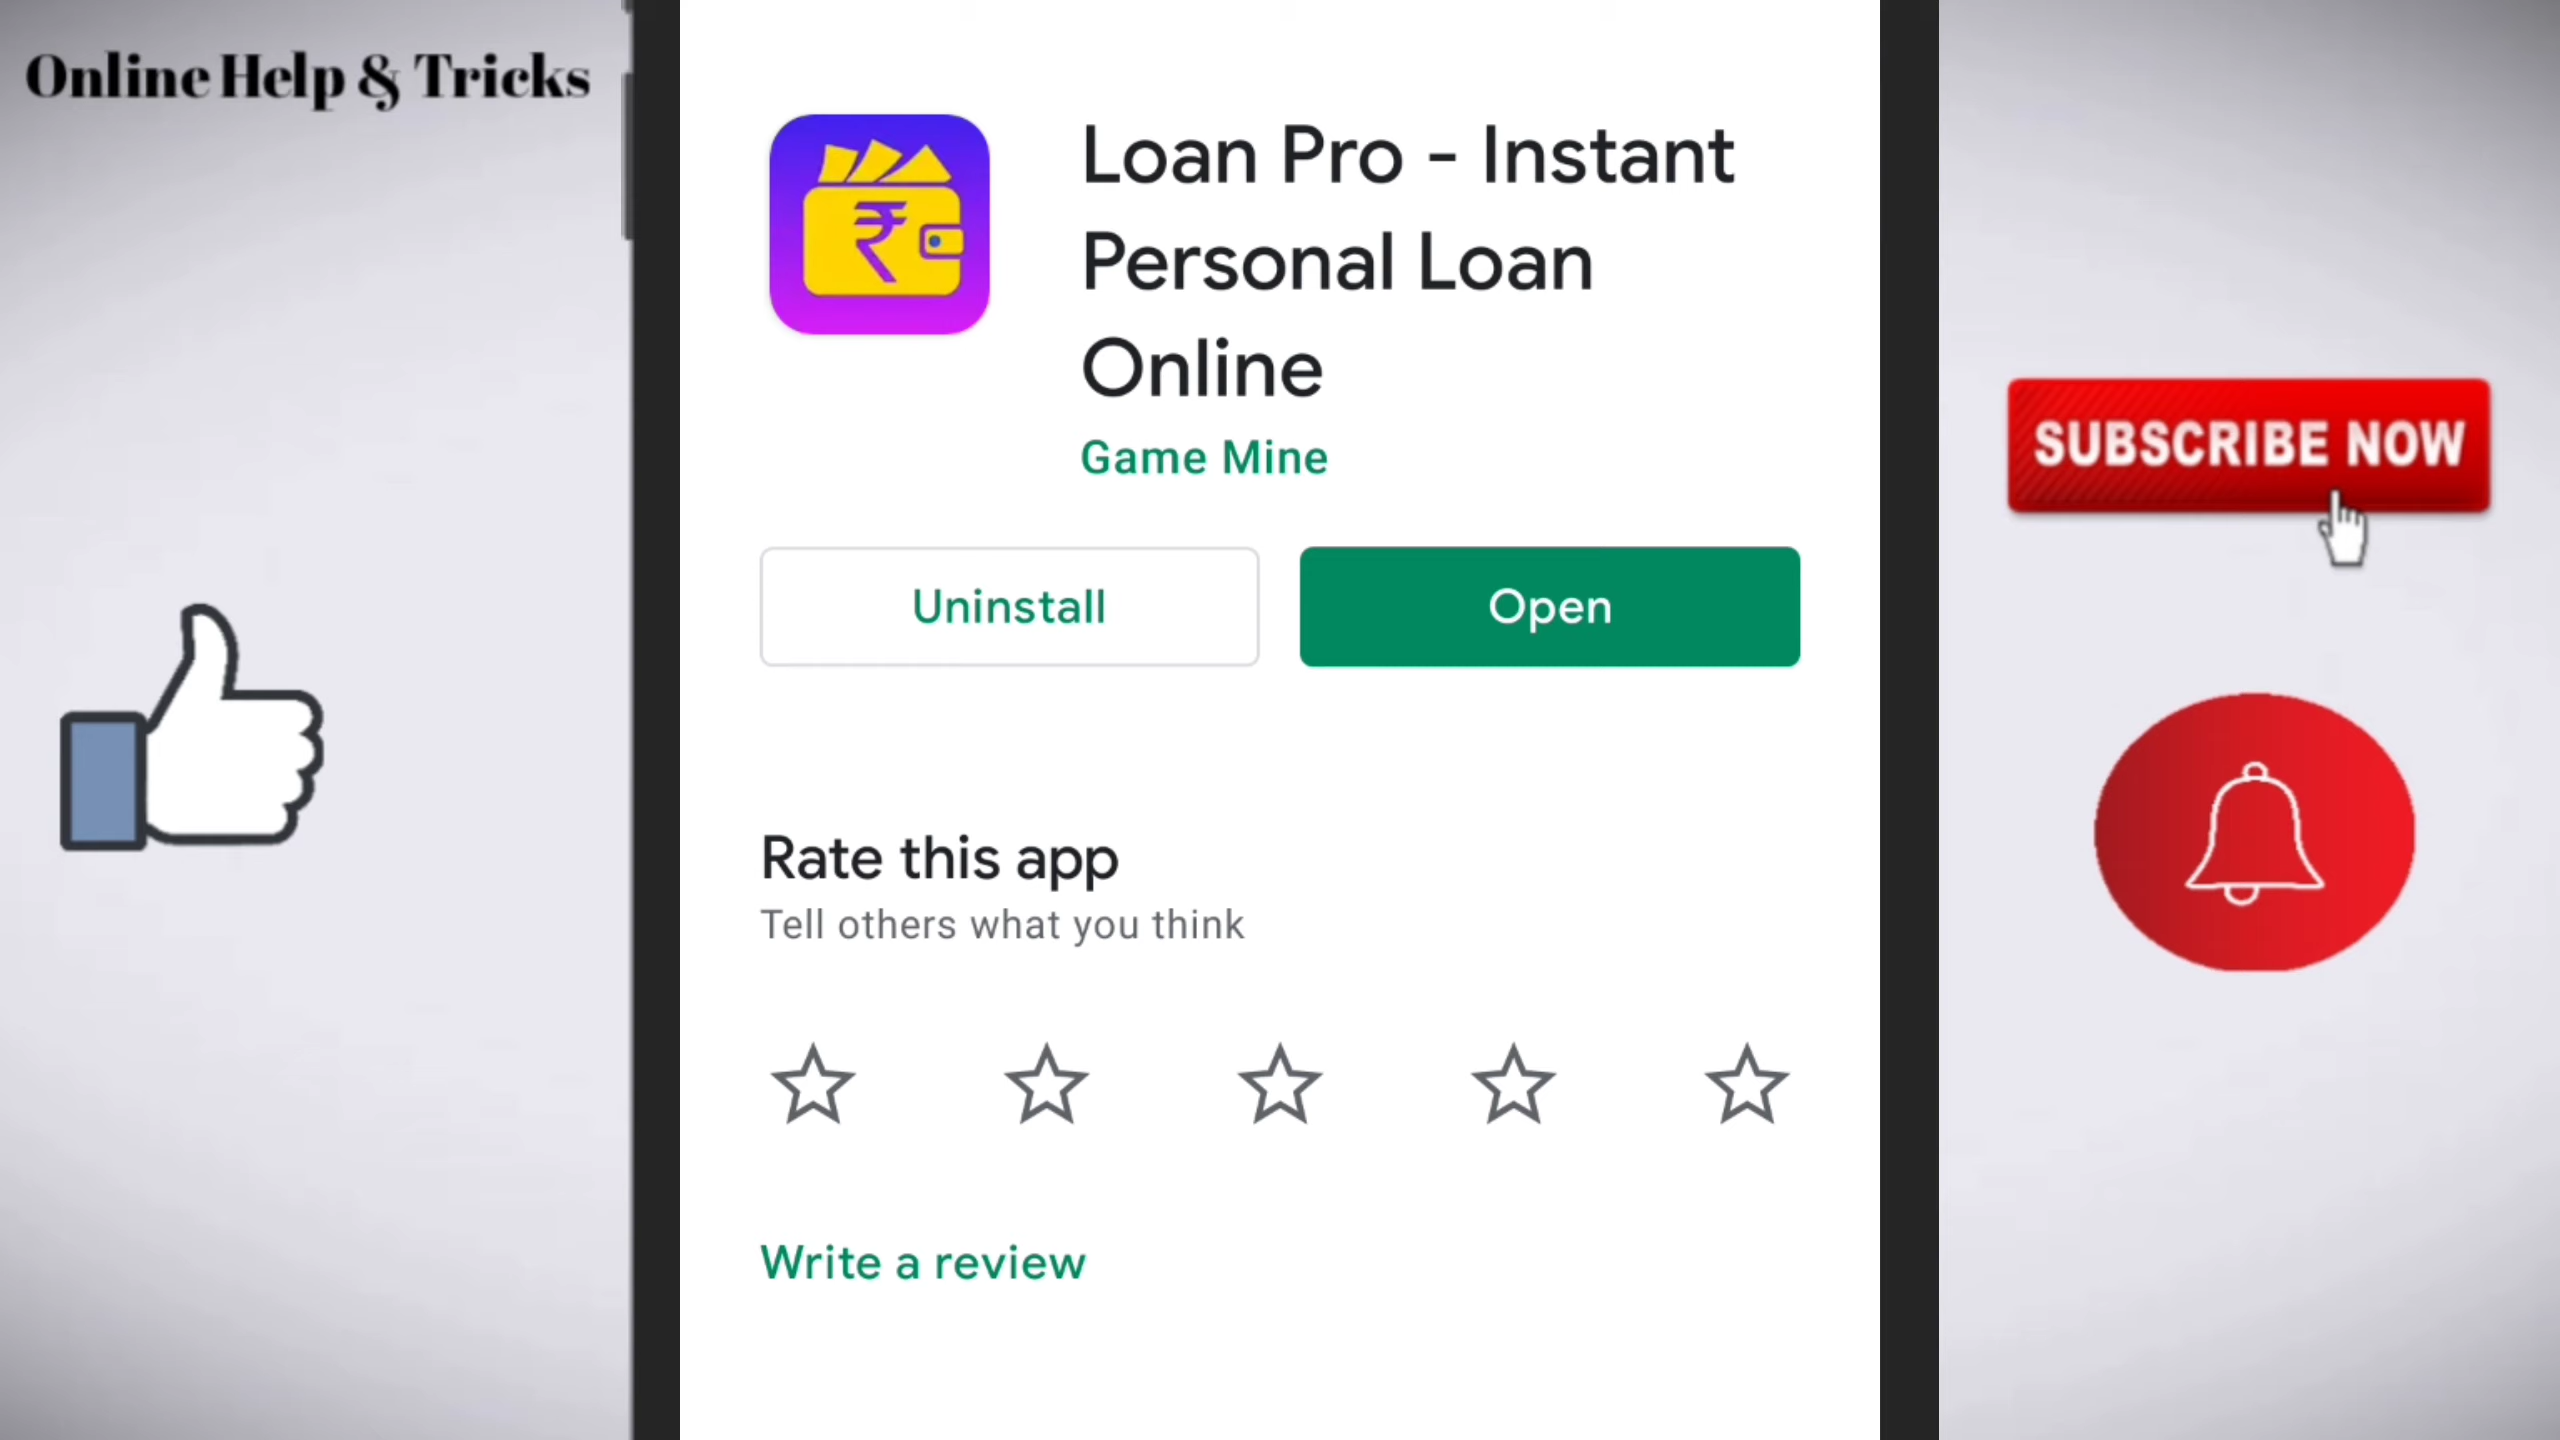 Online Help & Tricks
Loan Pro - Instant
Personal Loan
Online
Game Mine
₹
Uninstall
Open
SUBSCRIBE NOW
Rate this app
Tell others what you think
Write a review